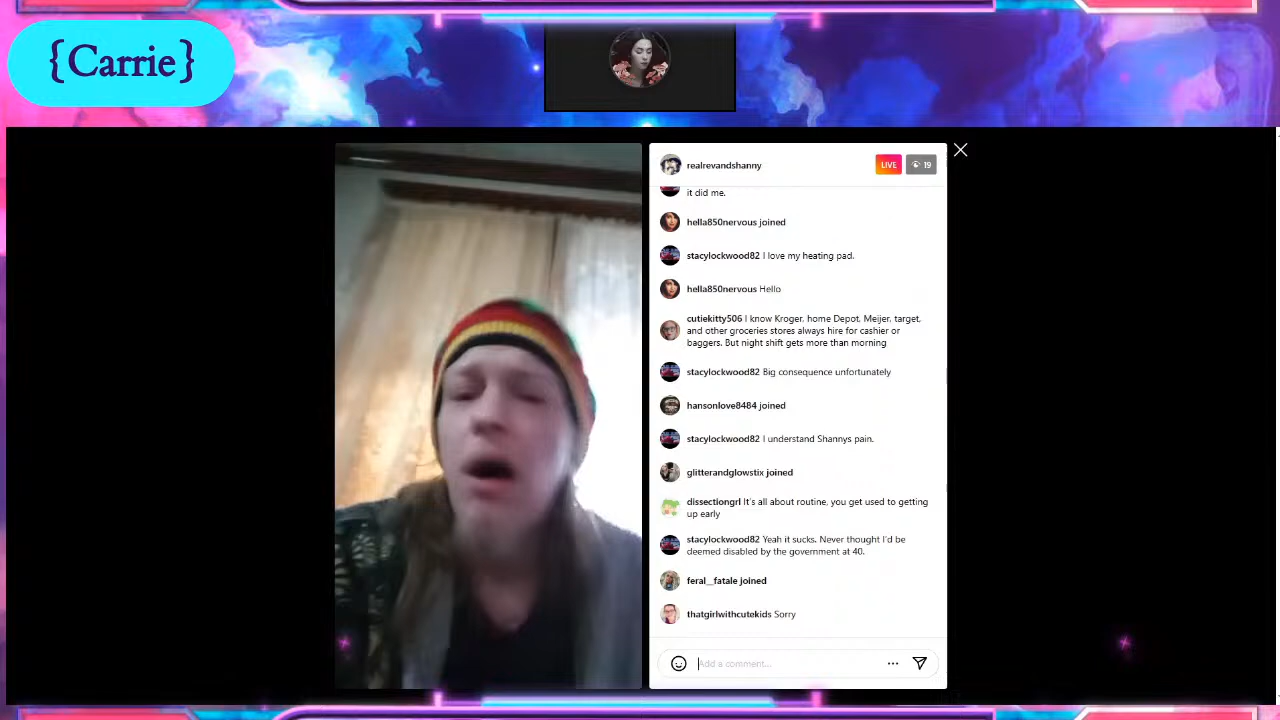 {Carrie}
realrevandshanny
LIVE
19
it did me.
hella850nervous joined
stacylockwood82 I love my heating pad.
hella850nervous Hello
cutiekitty506 I know Kroger, home Depot, Meijer, target,
and other groceries stores always hire for cashier or
baggers. But night shift gets more than morning
stacylockwood82 Big consequence unfortunately
hansonlove8484 joined
stacylockwood82 I understand Shannys pain.
glitterandglowstix joined
dissectiongrl It's all about routine, you get used to getting
up early
stacylockwood82 Yeah it sucks. Never thought I'd be
deemed disabled by the government at 40.
feral__fatale joined
thatgirlwithcutekids Sorry
Add a comment...